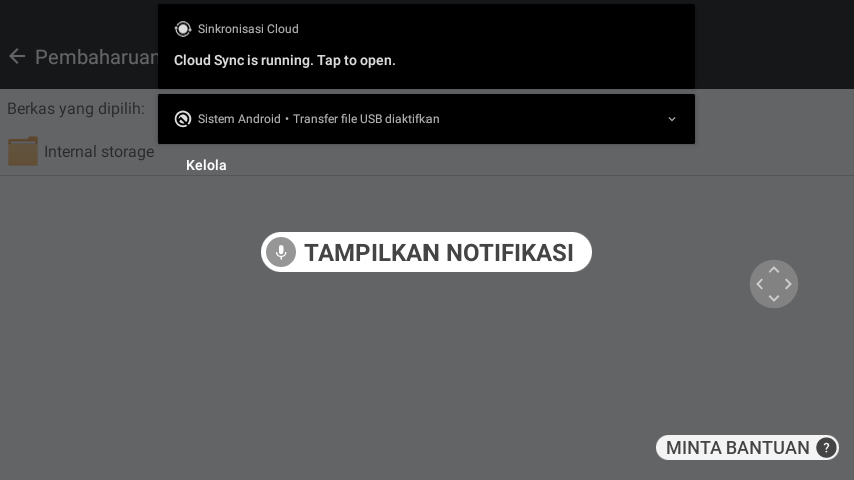 Sinkronisasi Cloud
Cloud Sync is running. Tap to open.
Pembaharuan
Sistem Android • Transfer file USB diaktifkan
Berkas yang dipilih:
Internal storage
Kelola
TAMPILKAN NOTIFIKASI
MINTA BANTUAN ?